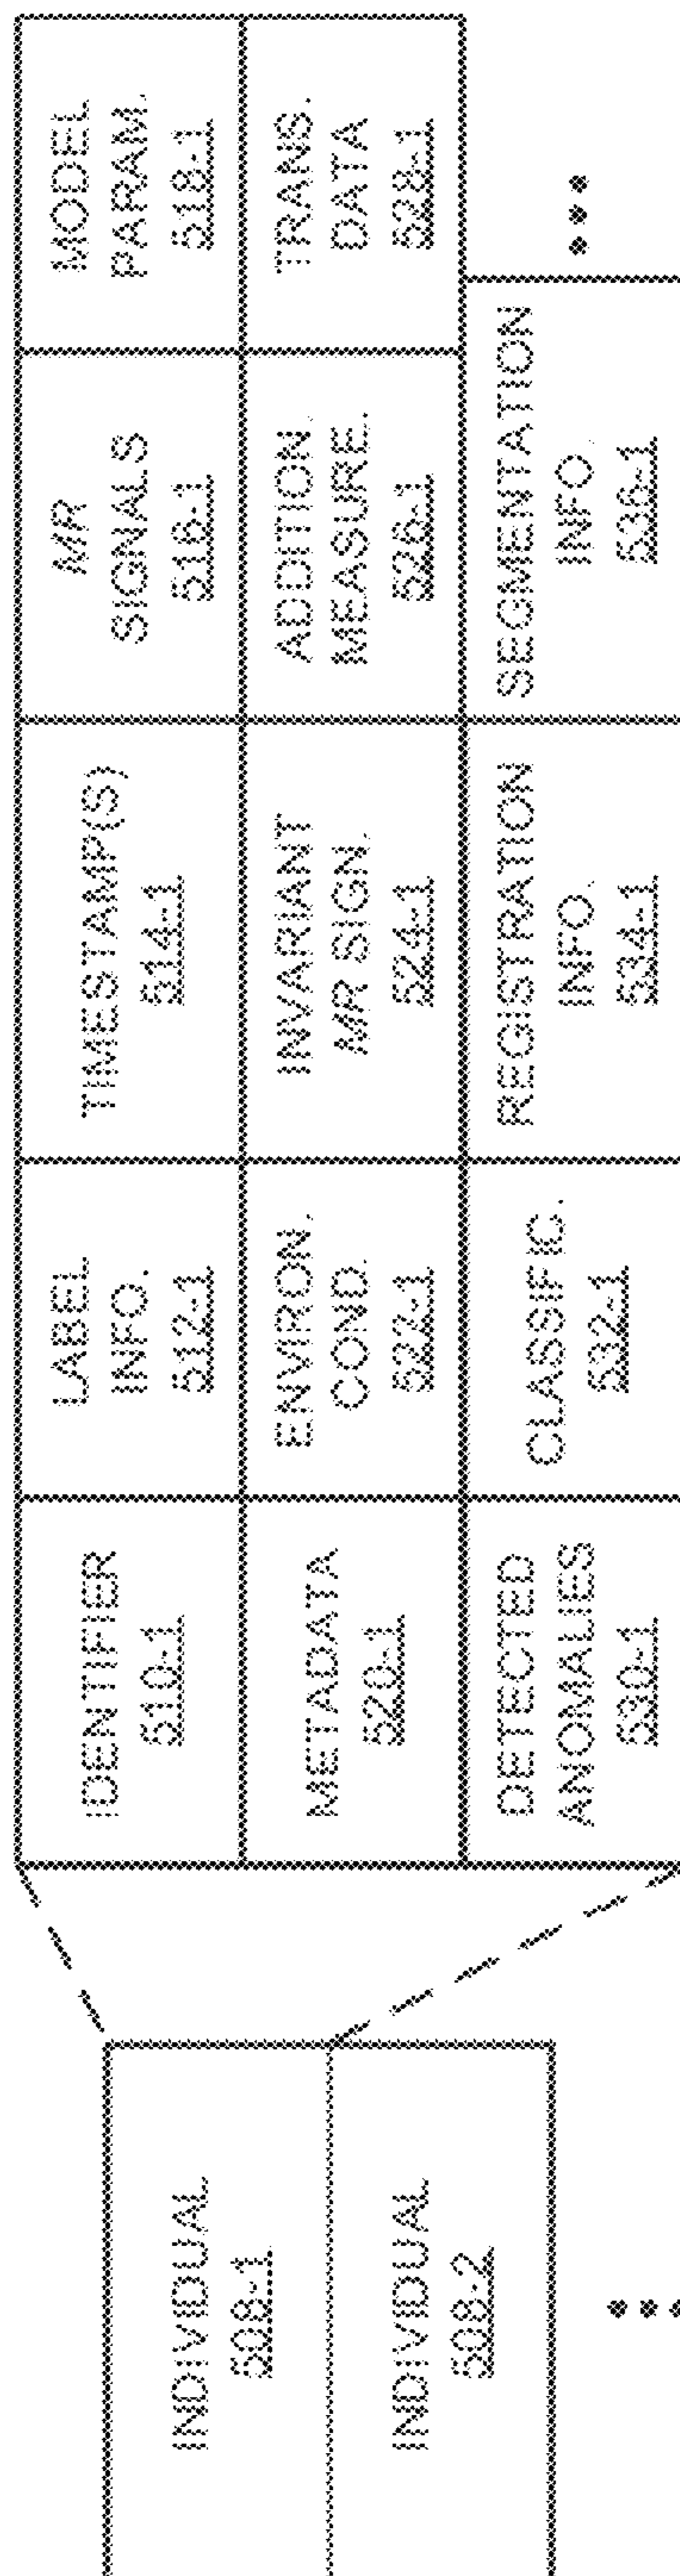 INDIVIDUAL
508-1
INDIVIDUAL
508-2
IDENTIFIER
510-1
LABEL
INFO.
512-1
TIMESTAMP(S)
514-1
MR
SIGNALS
516-1
MODEL
PARAM.
518-1
METADATA
520-1
ENVIRON.
COND.
522-1
INVARIANT
MR SIGN.
524-1
ADDITION.
MEASURE.
526-1
TRANS.
DATA
528-1
DETECTED
ANOMALIES
530-1
CLASSIFIC.
532-1
REGISTRATION
INFO.
534-1
SEGMENTATION
INFO.
536-1